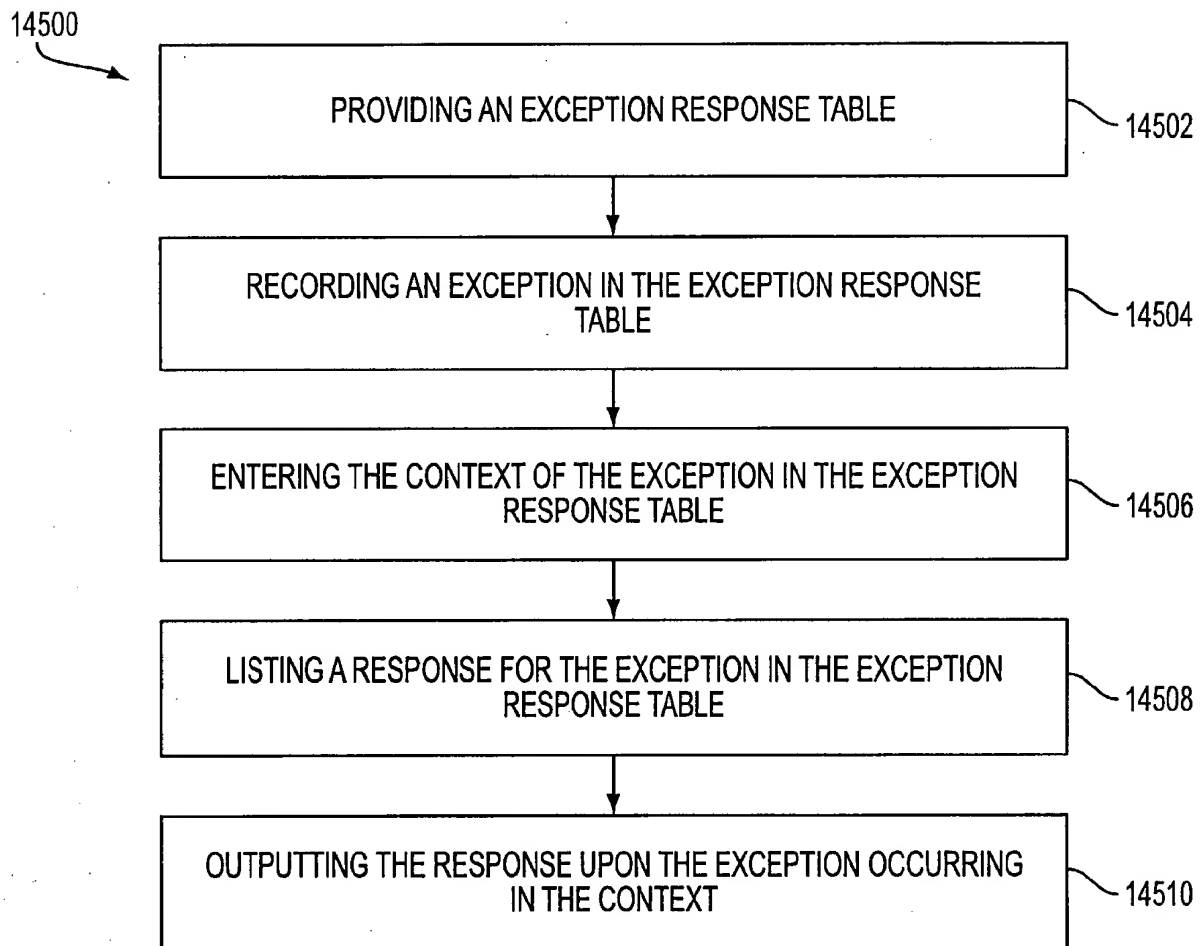 14500
PROVIDING AN EXCEPTION RESPONSE TABLE
14502
RECORDING AN EXCEPTION IN THE EXCEPTION RESPONSE
TABLE
14504
ENTERING THE CONTEXT OF THE EXCEPTION IN THE EXCEPTION
RESPONSE TABLE
14506
LISTING A RESPONSE FOR THE EXCEPTION IN THE EXCEPTION
RESPONSE TABLE
14508
OUTPUTTING THE RESPONSE UPON THE EXCEPTION OCCURRING
IN THE CONTEXT
14510